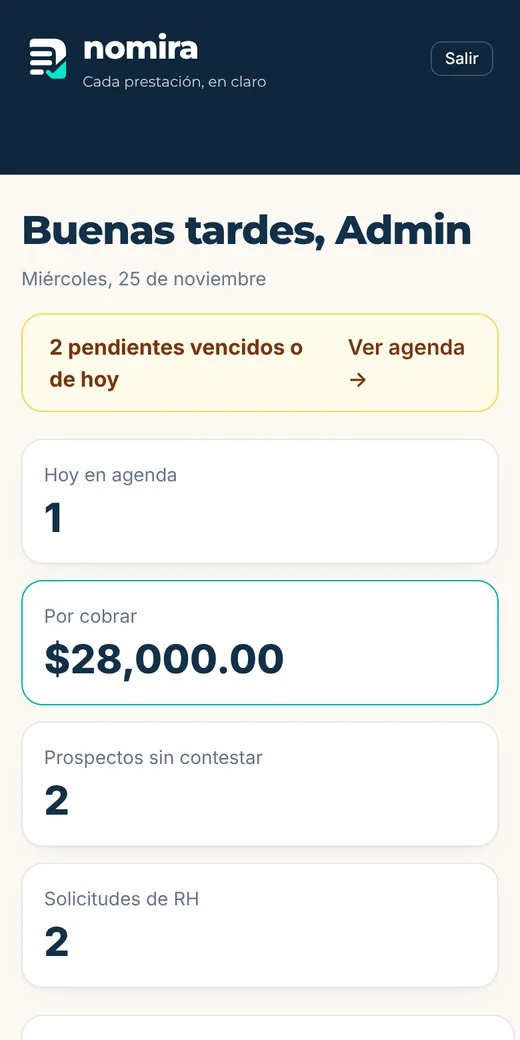 nomira
Cada prestación, en claro
Salir
Buenas tardes, Admin
Miércoles, 25 de noviembre
2 pendientes vencidos o
de hoy
Ver agenda
→
Hoy en agenda
1
Por cobrar
$28,000.00
Prospectos sin contestar
2
Solicitudes de RH
2